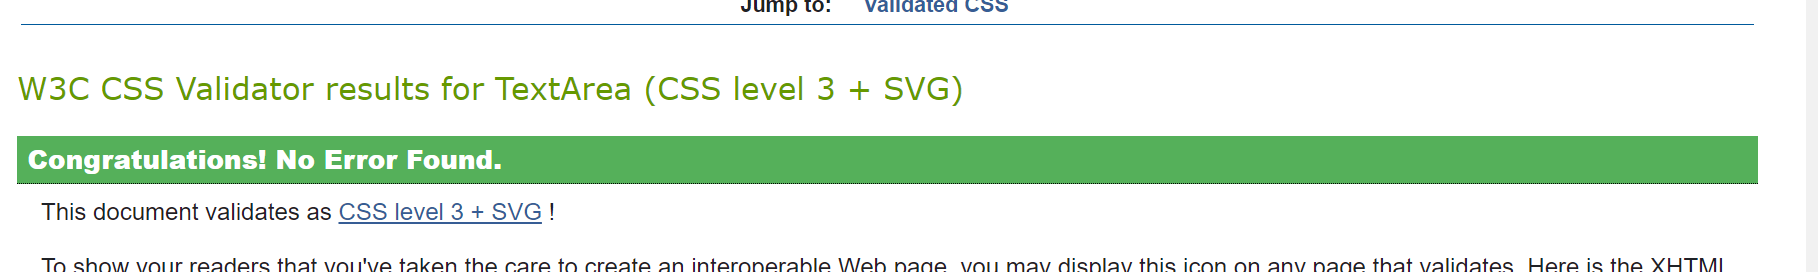 Jump to: Validated CSS
W3C CSS Validator results for TextArea (CSS level 3 + SVG)
Congratulations! No Error Found.
This document validates as CSS level 3 + SVG !
To show your readers that you've taken the care to create an interoperable Web page, you may display this icon on any page that validates. Here is the XHTML